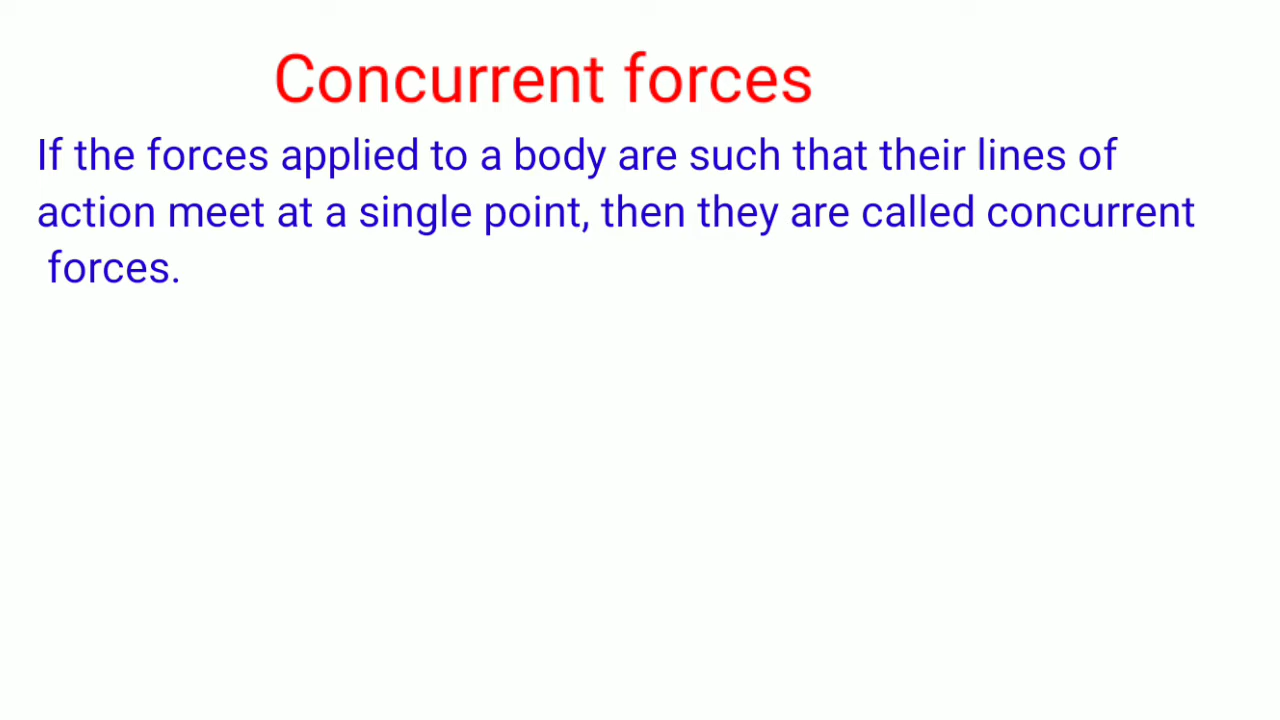 Concurrent forces
If the forces applied to a body are such that their lines of
action meet at a single point, then they are called concurrent
forces.